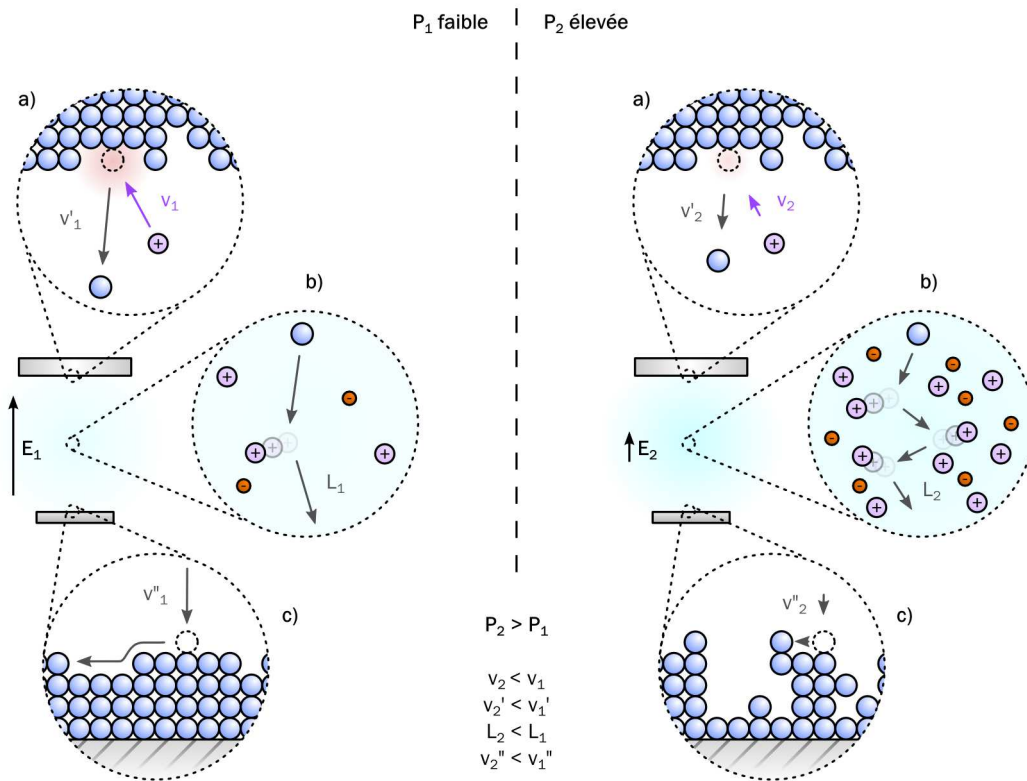 P₁ faible
P₂ élevée
a)
v'₁
v₁
+
b)
+
-
+
+
-
L₁
E₁
v"₁
c)
P₂ > P₁
v₂ < v₁
v₂' < v₁'
L₂ < L₁
v₂" < v₁"
a)
v'₂
v₂
+
b)
-
+
+
-
+
-
+
-
+
+
+
-
-
+
+
L₂
E₂
v"₂
c)